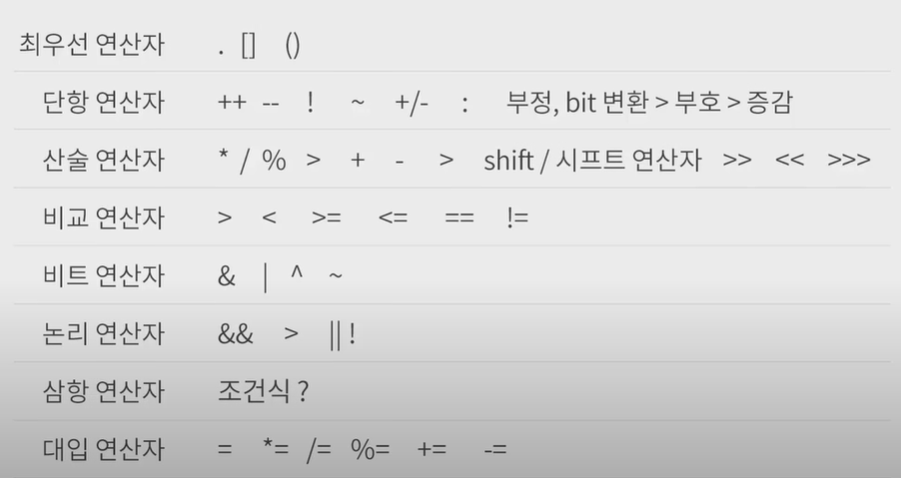 최우선 연산자 . [] ()
단항 연산자 ++ -- ! ~ +/- : 부정, bit 변환 > 부호 > 증감
산술 연산자 * / % > + - > shift / 시프트 연산자 >> << >>>
비교 연산자 > < >= <= == !=
비트 연산자 & | ^ ~
논리 연산자 && > || !
삼항 연산자 조건식 ?
대입 연산자 = *= /= %= += -=